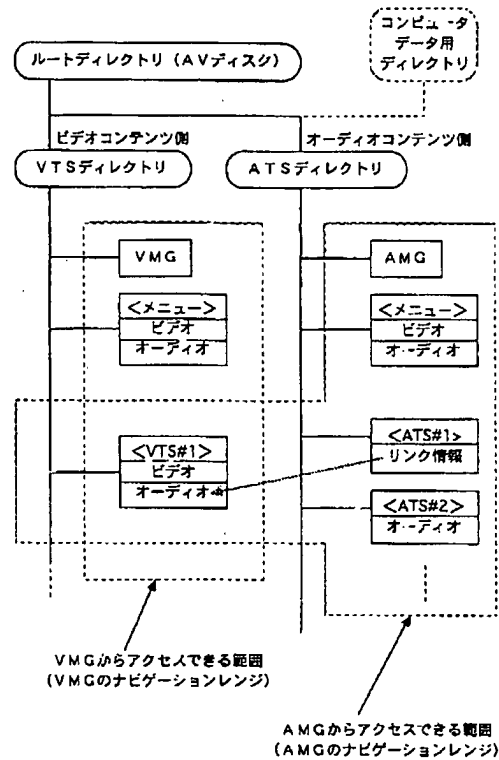 コンピュータ
データ用
ディレクトリ
ルートディレクトリ（AVディスク）
ビデオコンテンツ側
オーディオコンテンツ側
VTSディレクトリ
ATSディレクトリ
VMG
AMG
<メニュー>
ビデオ
オーディオ
<メニュー>
ビデオ
オーディオ
<VTS#1>
ビデオ
オーディオ
<ATS#1>
リンク情報
<ATS#2>
オーディオ
VMGからアクセスできる範囲
（VMGのナビゲーションレンジ）
AMGからアクセスできる範囲
（AMGのナビゲーションレンジ）